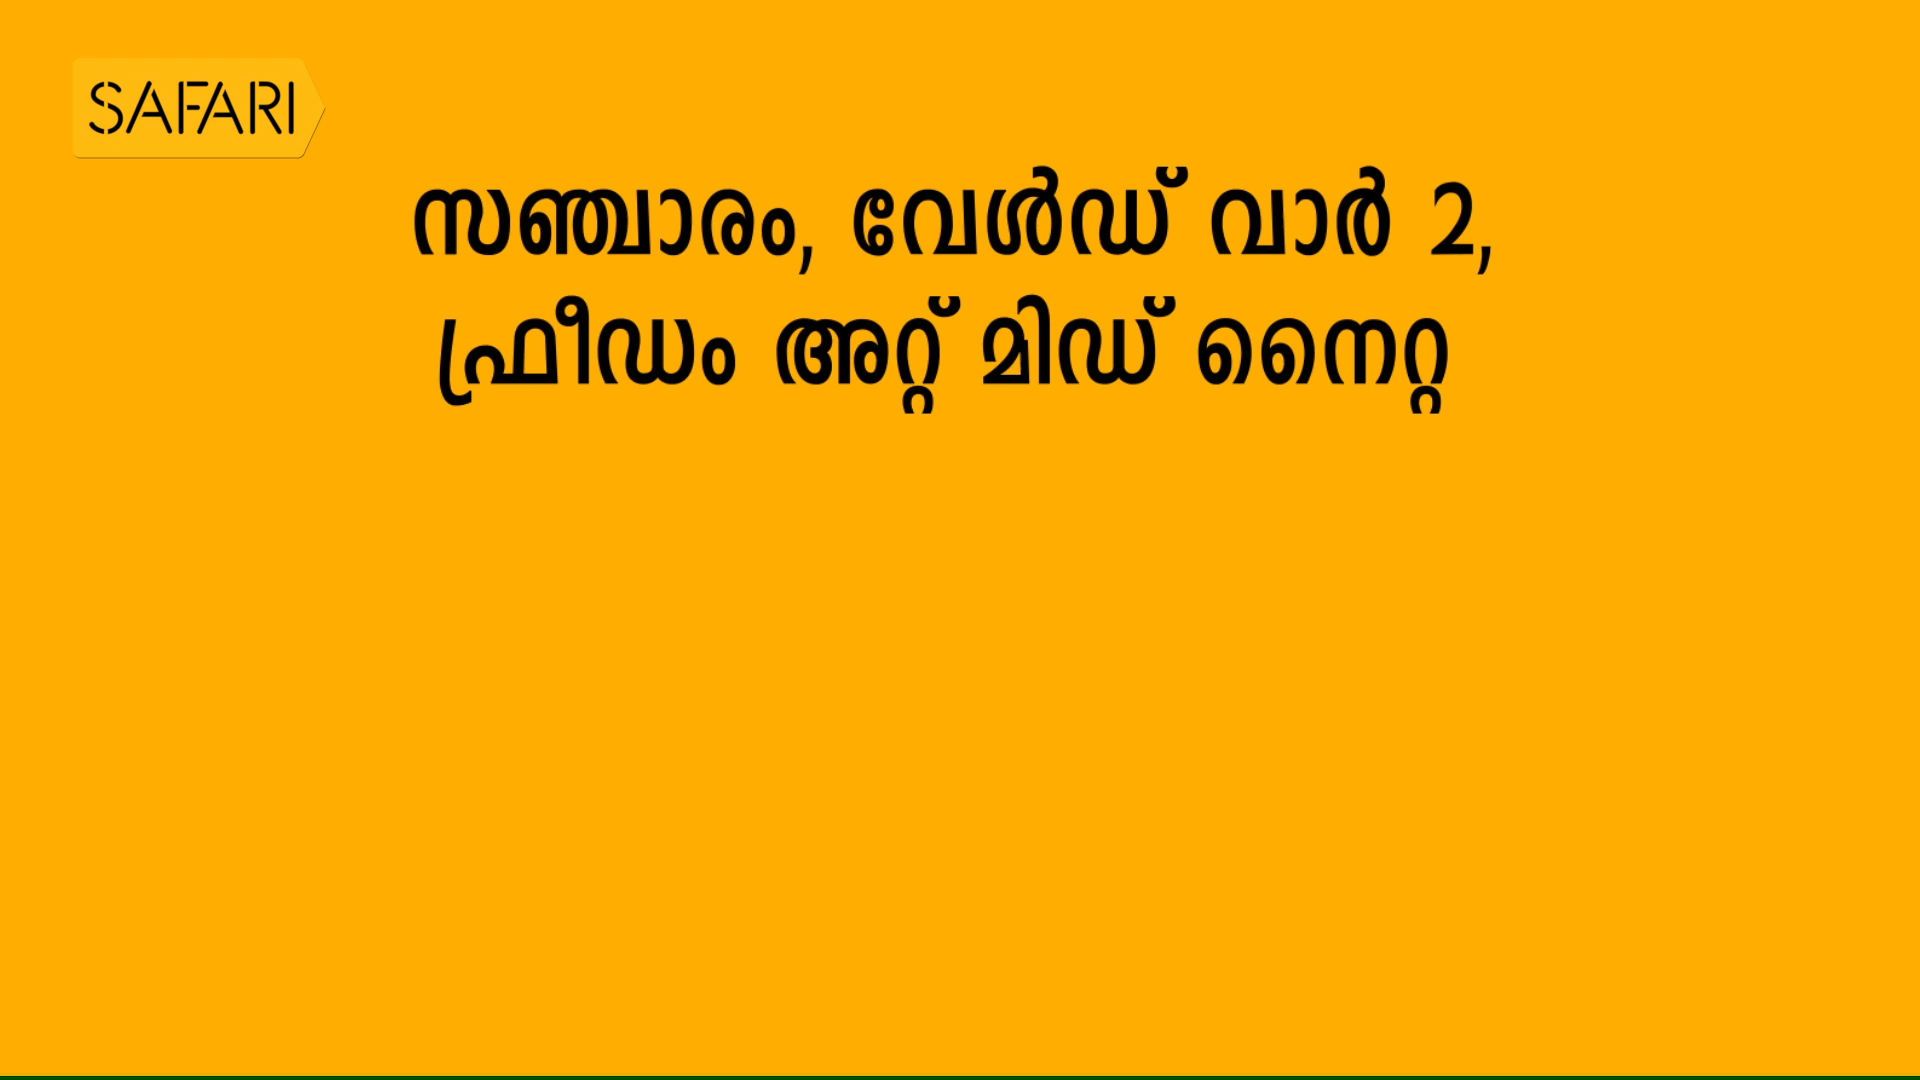 SAFARI
സഞ്ചാരം, വേൾഡ് വാർ 2,
ഫ്രീഡം അറ്റ് മിഡ് നൈറ്റ